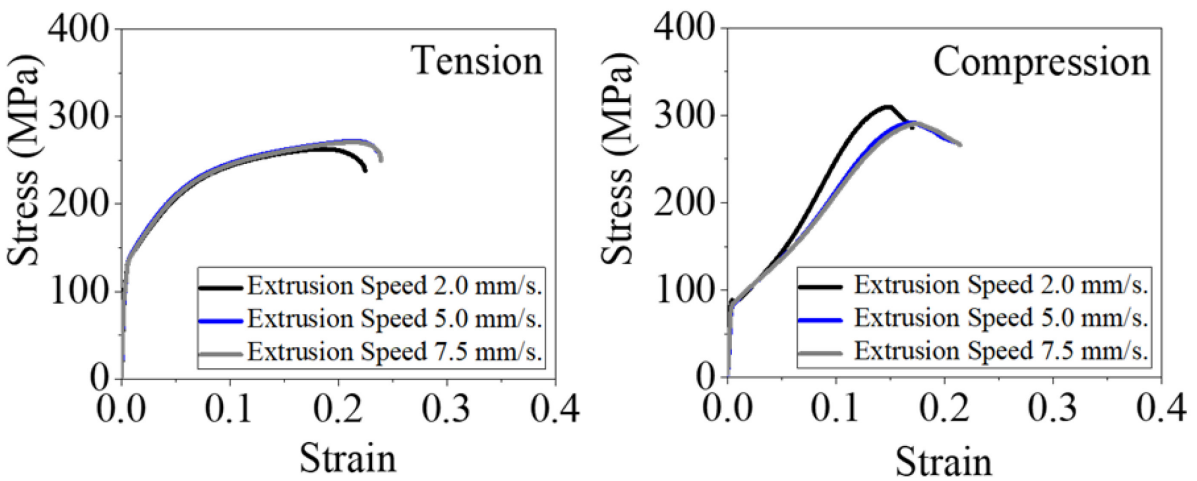 400
300
200
100
0
Stress (MPa)
Tension
Extrusion Speed 2.0 mm/s.
Extrusion Speed 5.0 mm/s.
Extrusion Speed 7.5 mm/s.
0.0 0.1 0.2 0.3 0.4
Strain
400
300
200
100
0
Stress (MPa)
Compression
Extrusion Speed 2.0 mm/s.
Extrusion Speed 5.0 mm/s.
Extrusion Speed 7.5 mm/s.
0.0 0.1 0.2 0.3 0.4
Strain